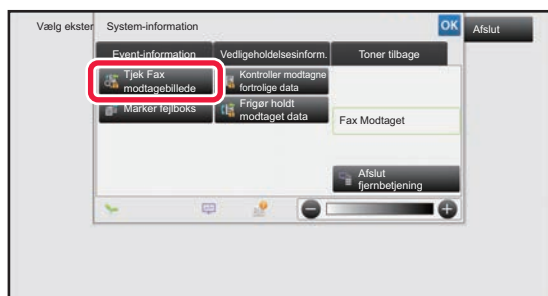 Vælg ekster
System-information
OK
Afslut
Event-information
Vedligeholdelsesinform.
Toner tilbage
Tjek Fax
modtagebillede
Kontroller modtagne
fortrolige data
Marker fejlboks
Frigør holdt
modtaget data
Fax Modtaget
Afslut
fjernbetjening